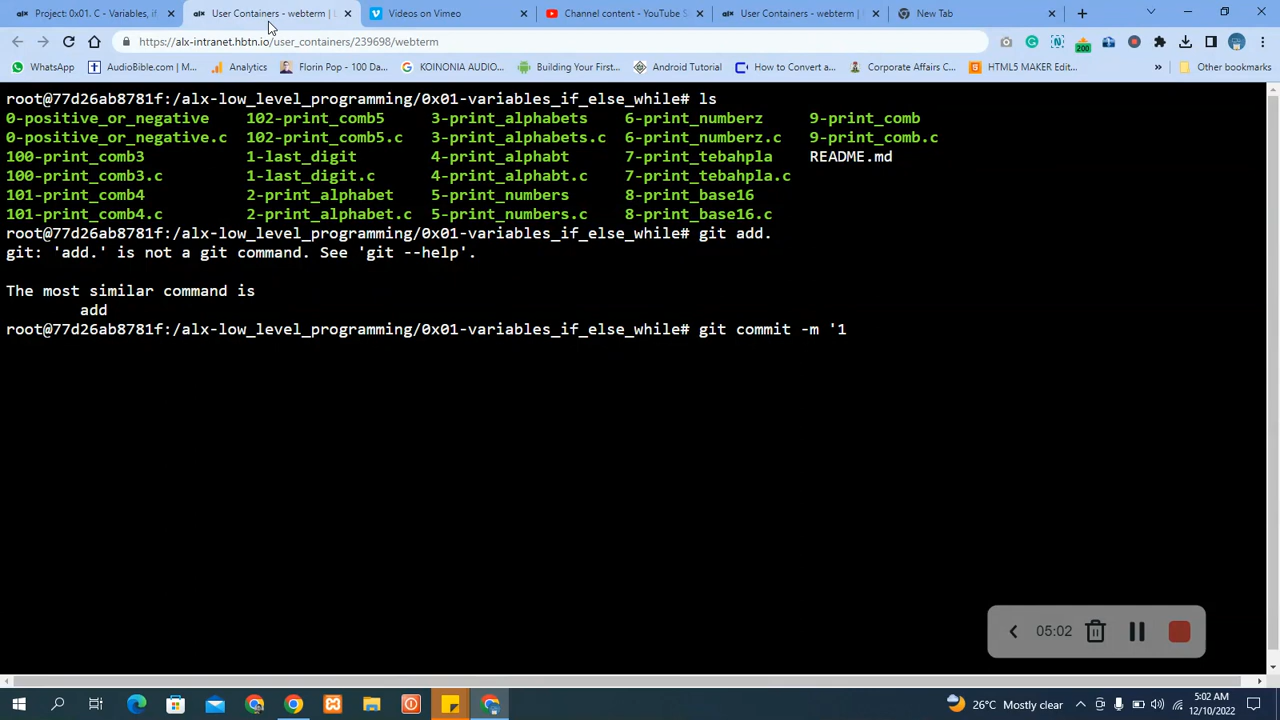 Project: 0x01. C - Variables, if
User Containers - webterm |
Videos on Vimeo
Channel content - YouTube S
User Containers - webterm |
New Tab
https://alx-intranet.hbtn.io/user_containers/239698/webterm
200
WhatsApp
AudioBible.com | M...
Analytics
Florin Pop - 100 Da...
KOINONIA AUDIO...
Building Your First...
Android Tutorial
How to Convert a...
Corporate Affairs C...
HTML5 MAKER Edit...
»
Other bookmarks
root@77d26ab8781f:/alx-low_level_programming/0x01-variables_if_else_while# ls
0-positive_or_negative 102-print_comb5 3-print_alphabets 6-print_numberz 9-print_comb
0-positive_or_negative.c 102-print_comb5.c 3-print_alphabets.c 6-print_numberz.c 9-print_comb.c
100-print_comb3 1-last_digit 4-print_alphabt 7-print_tebahpla README.md
100-print_comb3.c 1-last_digit.c 4-print_alphabt.c 7-print_tebahpla.c
101-print_comb4 2-print_alphabet 5-print_numbers 8-print_base16
101-print_comb4.c 2-print_alphabet.c 5-print_numbers.c 8-print_base16.c
root@77d26ab8781f:/alx-low_level_programming/0x01-variables_if_else_while# git add.
git: 'add.' is not a git command. See 'git --help'.
The most similar command is
add
root@77d26ab8781f:/alx-low_level_programming/0x01-variables_if_else_while# git commit -m '1
05:02
26°C Mostly clear
5:02 AM
12/10/2022